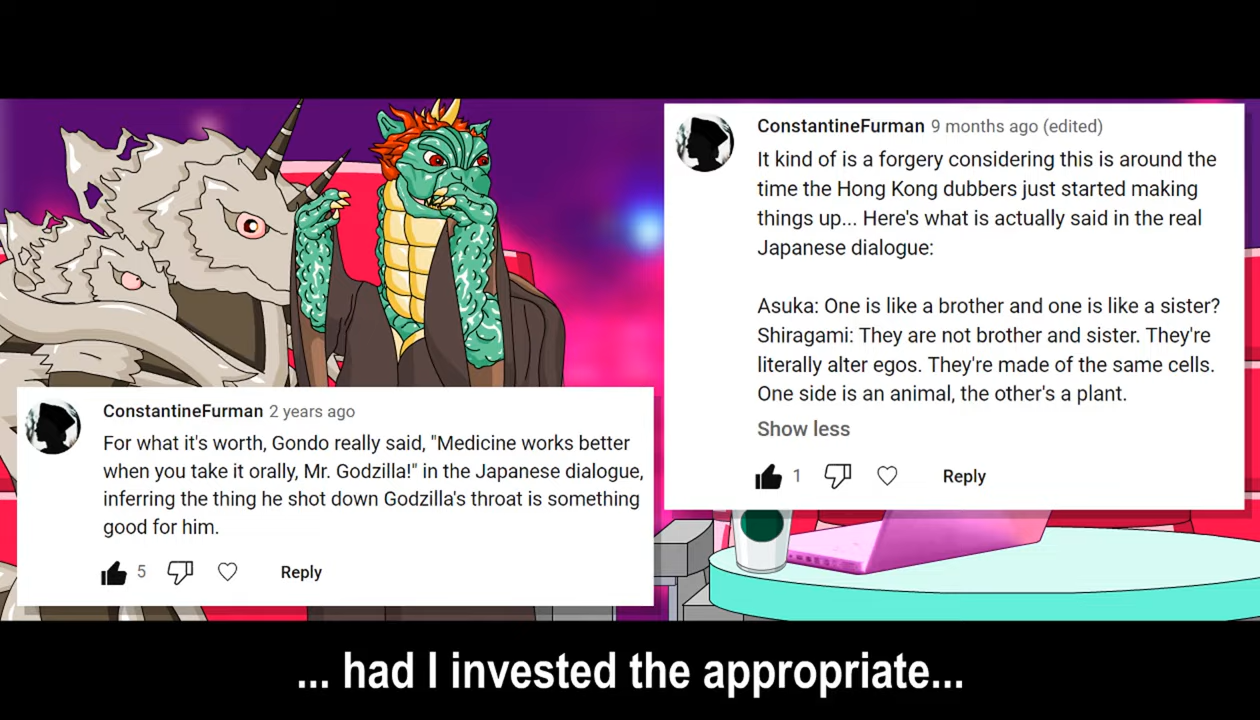 ConstantineFurman 9 months ago (edited)
It kind of is a forgery considering this is around the
time the Hong Kong dubbers just started making
things up... Here's what is actually said in the real
Japanese dialogue:
Asuka: One is like a brother and one is like a sister?
Shiragami: They are not brother and sister. They're
literally alter egos. They're made of the same cells.
One side is an animal, the other's a plant.
Show less
1 Reply
ConstantineFurman 2 years ago
For what it's worth, Gondo really said, "Medicine works better
when you take it orally, Mr. Godzilla!" in the Japanese dialogue,
inferring the thing he shot down Godzilla's throat is something
good for him.
5 Reply
... had I invested the appropriate...